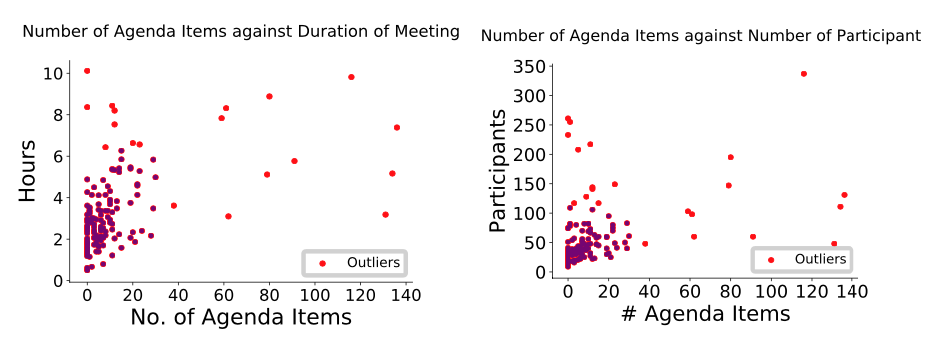 Number of Agenda Items against Duration of Meeting
10
8
6
4
2
0
Hours
0 20 40 60 80 100 120 140
No. of Agenda Items
Outliers
Number of Agenda Items against Number of Participant
350
300
250
200
150
100
50
0
Participants
0 20 40 60 80 100 120 140
# Agenda Items
Outliers